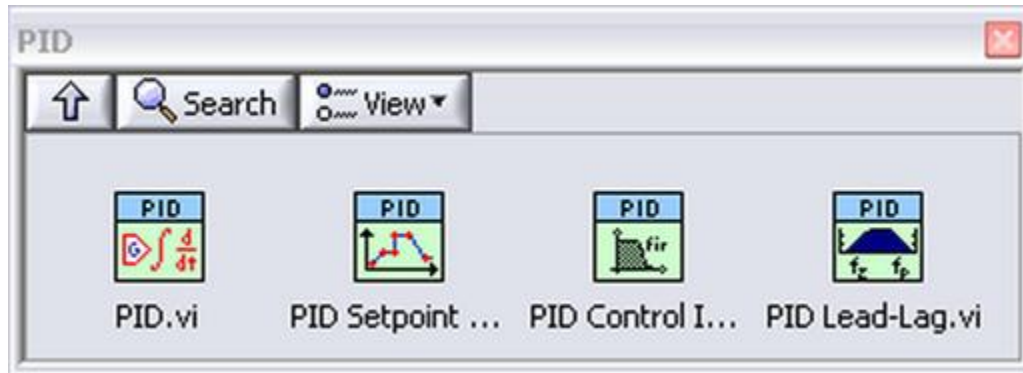 PID
Search View
PID PID PID PID
G ∫ d/dt fir fz fp
PID.vi PID Setpoint ... PID Control I... PID Lead-Lag.vi